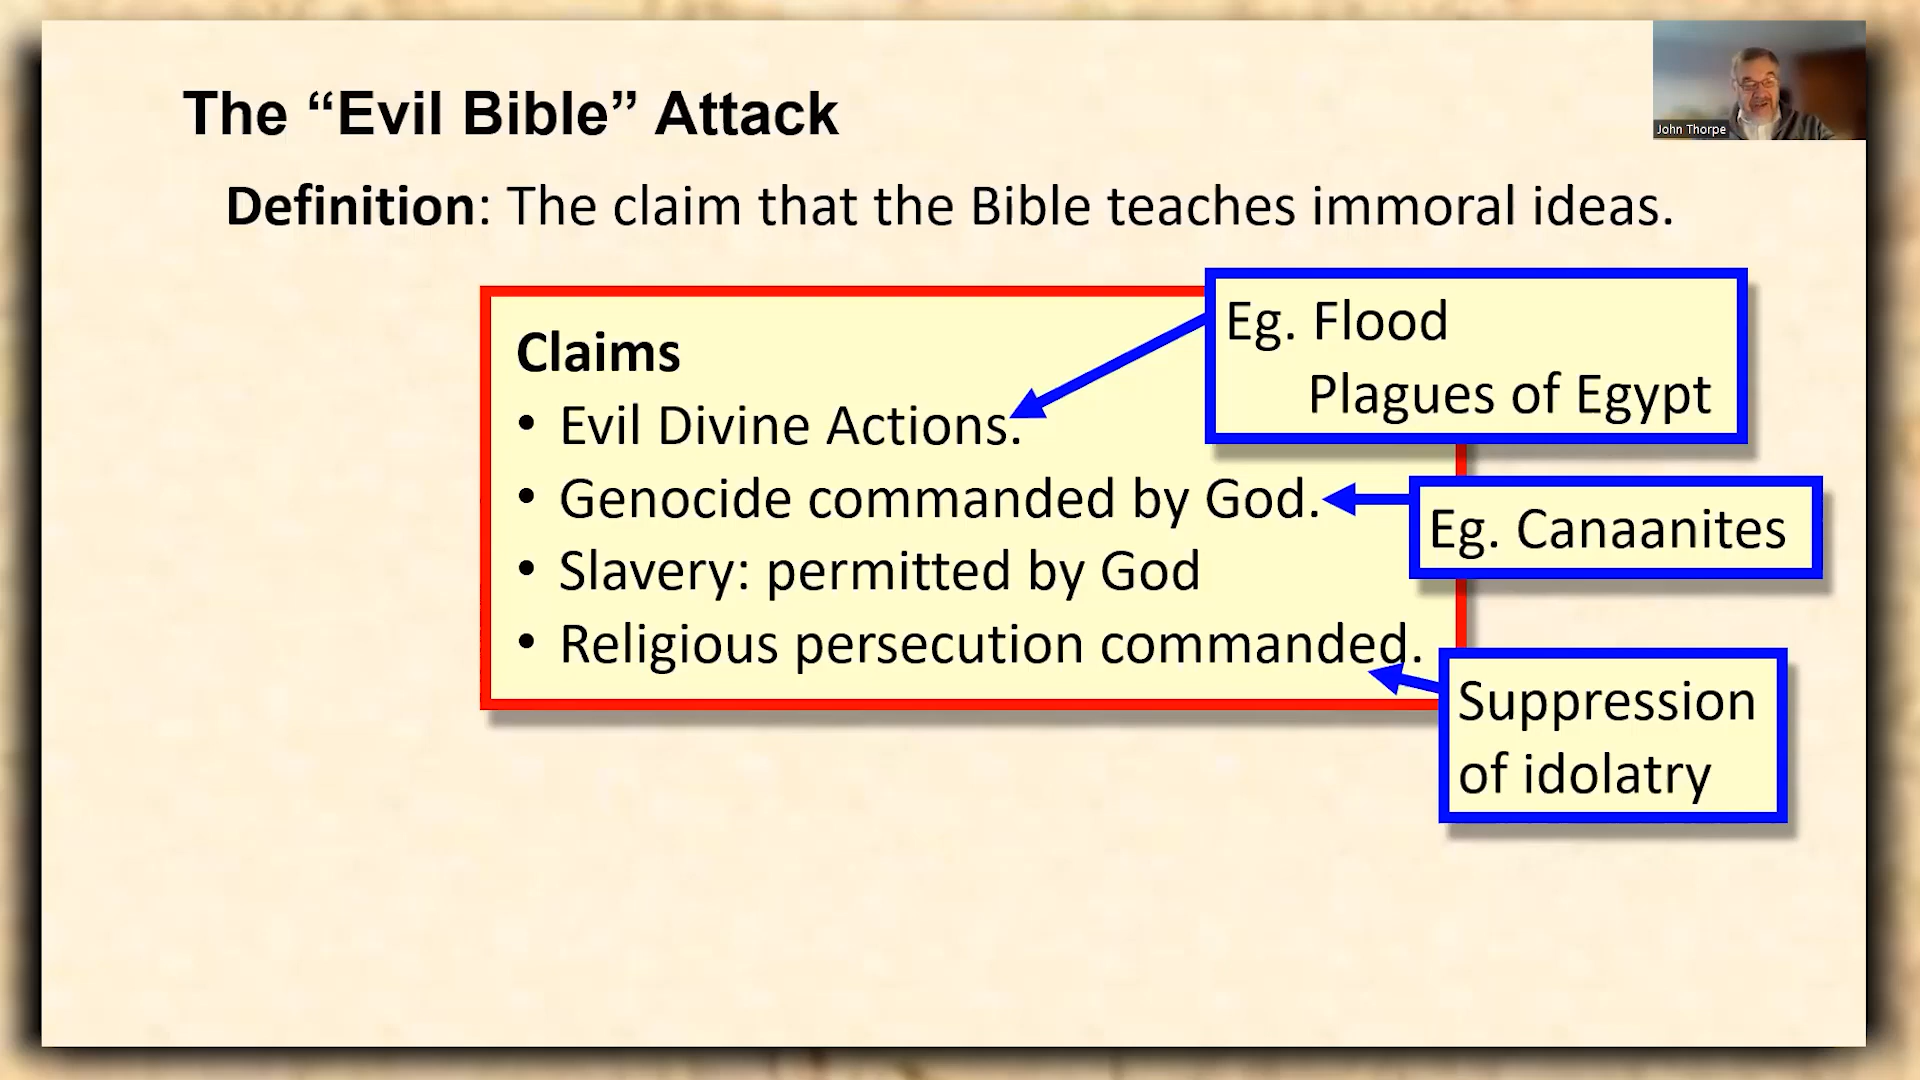 The “Evil Bible” Attack
John Thorpe
Definition: The claim that the Bible teaches immoral ideas.
Claims
• Evil Divine Actions.
• Genocide commanded by God.
• Slavery: permitted by God
• Religious persecution commanded.
Eg. Flood
Plagues of Egypt
Eg. Canaanites
Suppression
of idolatry